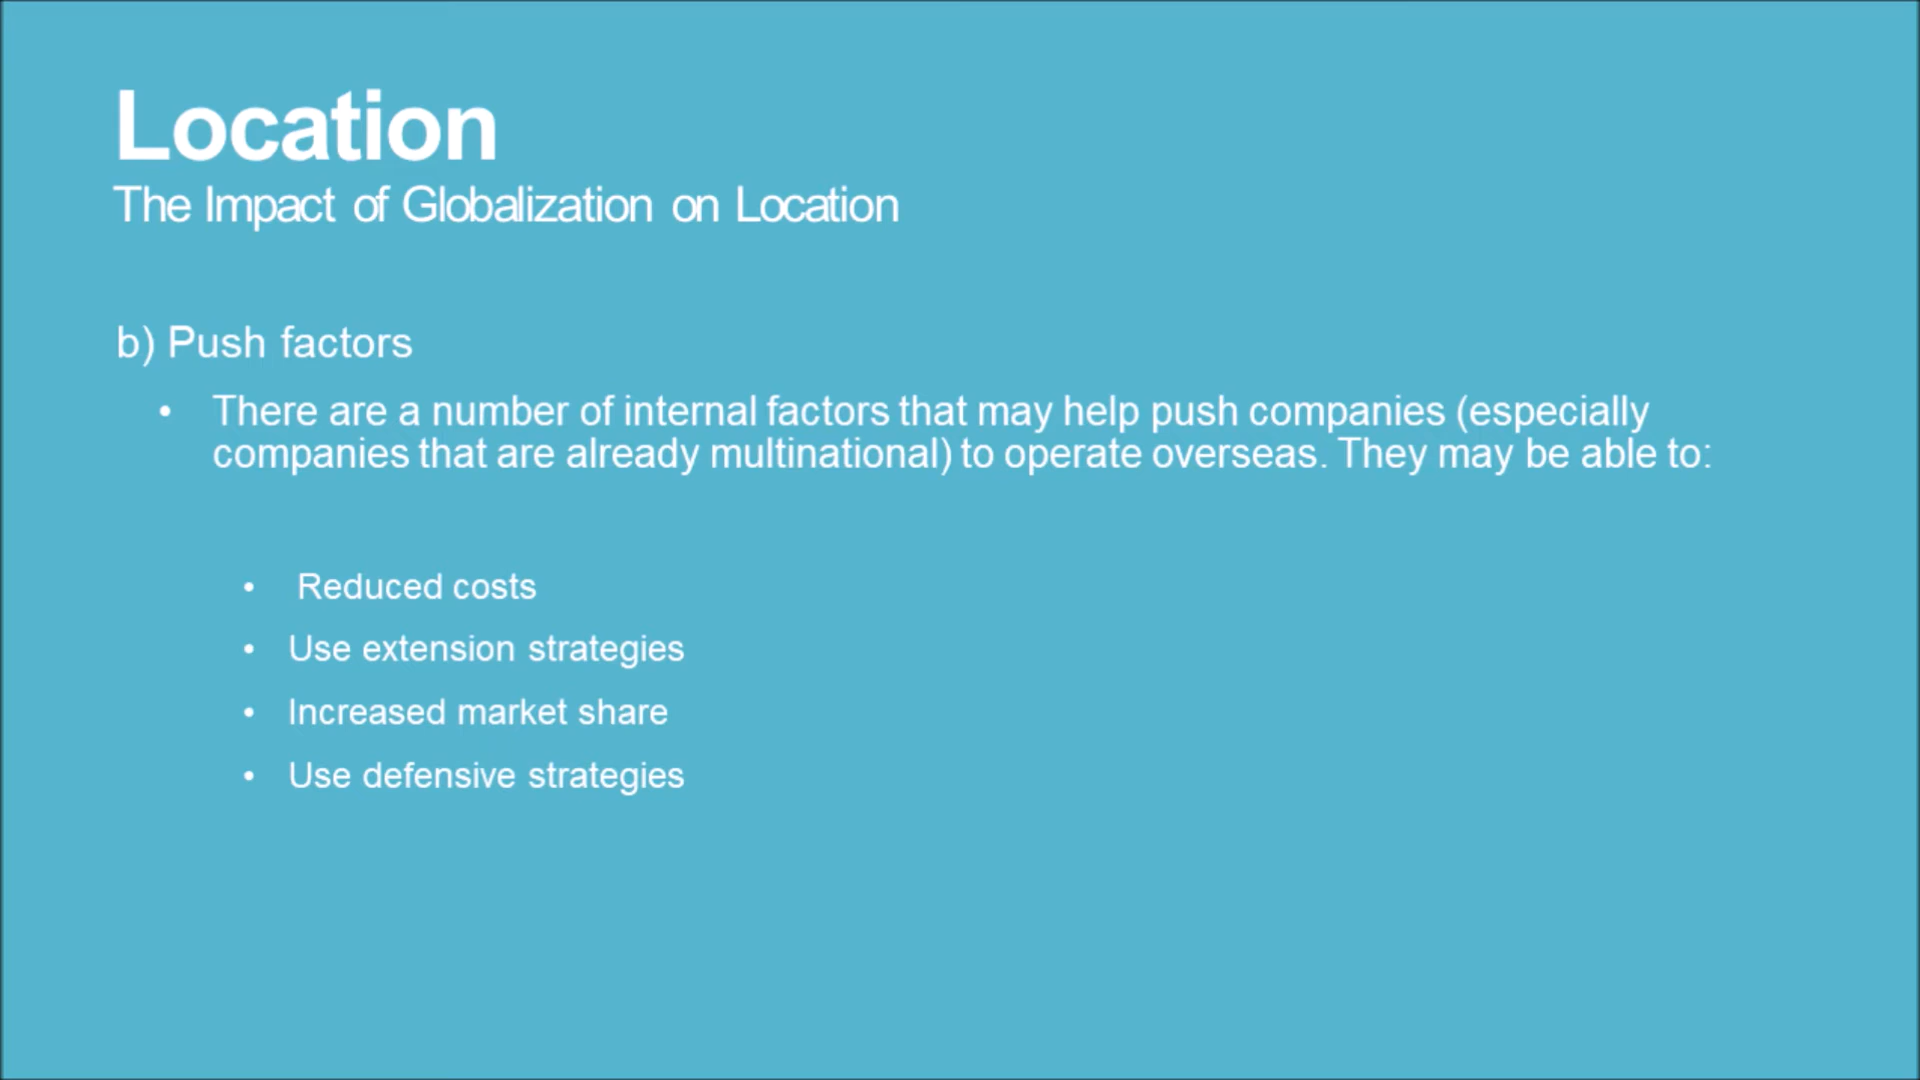 Location
The Impact of Globalization on Location
b) Push factors
• There are a number of internal factors that may help push companies (especially
companies that are already multinational) to operate overseas. They may be able to:
• Reduced costs
• Use extension strategies
• Increased market share
• Use defensive strategies